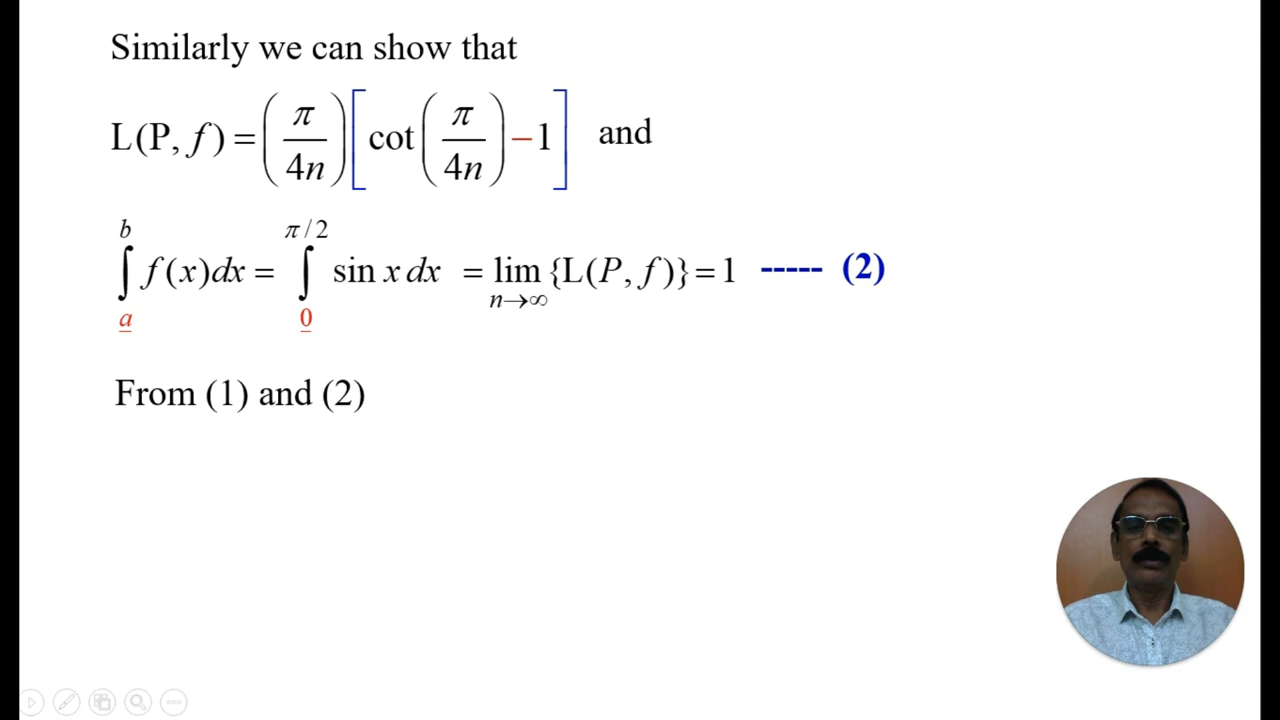 Similarly we can show that
L(P, f) = (π/4n)[cot(π/4n) − 1] and
∫_a^b f(x)dx = ∫_0^{π/2} sin x dx = lim_{n→∞} {L(P, f)} = 1 ----- (2)
From (1) and (2)